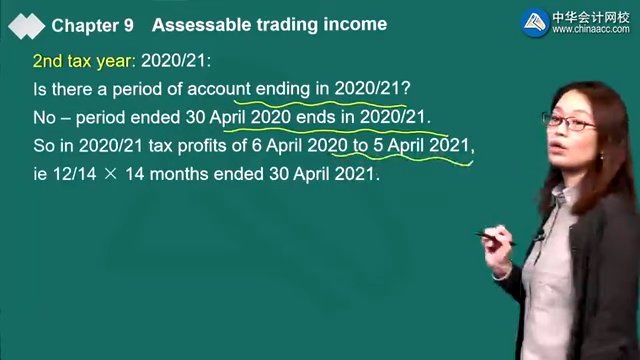 Chapter 9 Assessable trading income
中华会计网校
www.chinaacc.com
2nd tax year: 2020/21:
Is there a period of account ending in 2020/21?
No – period ended 30 April 2020 ends in 2020/21.
So in 2020/21 tax profits of 6 April 2020 to 5 April 2021,
ie 12/14 × 14 months ended 30 April 2021.